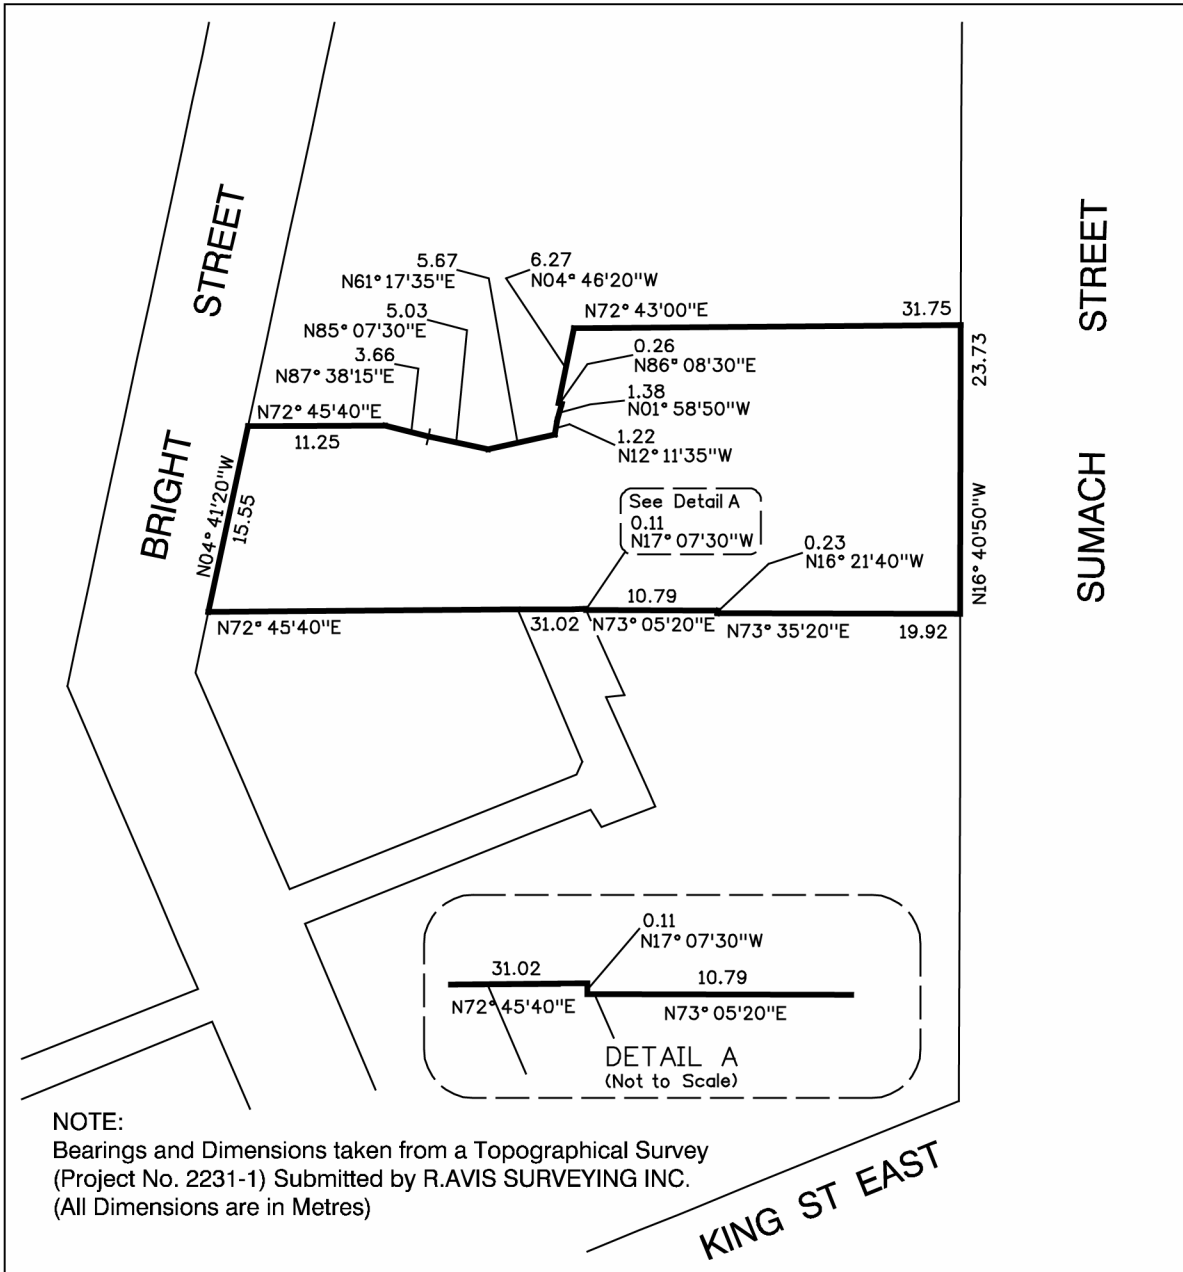 STREET
BRIGHT
STREET
SUMACH
5.67
N61° 17'35"E
6.27
N04° 46'20"W
5.03
N85° 07'30"E
N72° 43'00"E
31.75
3.66
N87° 38'15"E
0.26
N86° 08'30"E
23.73
1.38
N01° 58'50"W
N72° 45'40"E
11.25
1.22
N12° 11'35"W
N04° 41'20"W
15.55
See Detail A
0.11
N17° 07'30"W
0.23
N16° 21'40"W
N16° 40'50"W
10.79
N72° 45'40"E
31.02
N73° 05'20"E
N73° 35'20"E
19.92
0.11
N17° 07'30"W
31.02
10.79
N72° 45'40"E
N73° 05'20"E
DETAIL A
(Not to Scale)
NOTE:
Bearings and Dimensions taken from a Topographical Survey
(Project No. 2231-1) Submitted by R.AVIS SURVEYING INC.
(All Dimensions are in Metres)
KING ST EAST